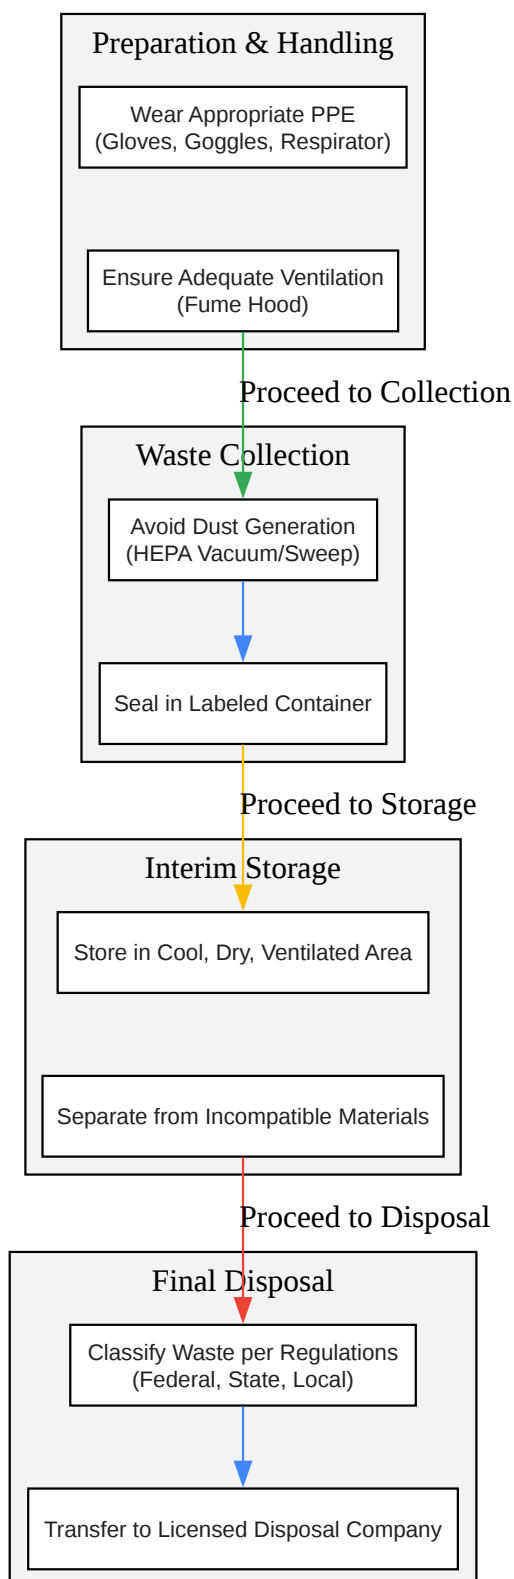 Preparation & Handling
Wear Appropriate PPE
(Gloves, Goggles, Respirator)
Ensure Adequate Ventilation
(Fume Hood)
Proceed to Collection
Waste Collection
Avoid Dust Generation
(HEPA Vacuum/Sweep)
Seal in Labeled Container
Proceed to Storage
Interim Storage
Store in Cool, Dry, Ventilated Area
Separate from Incompatible Materials
Proceed to Disposal
Final Disposal
Classify Waste per Regulations
(Federal, State, Local)
Transfer to Licensed Disposal Company